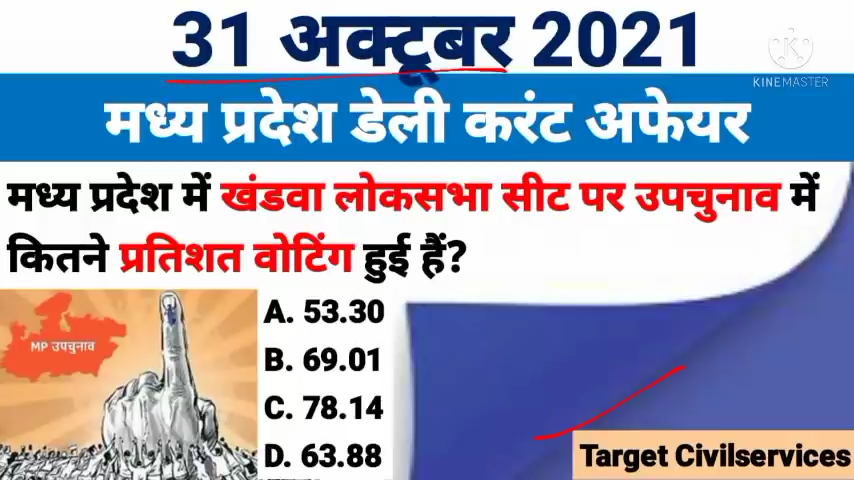 31 अक्टूबर 2021
KINEMASTER
मध्य प्रदेश डेली करंट अफेयर
मध्य प्रदेश में खंडवा लोकसभा सीट पर उपचुनाव में
कितने प्रतिशत वोटिंग हुई हैं?
MP उपचुनाव
A. 53.30
B. 69.01
C. 78.14
D. 63.88
Target Civilservices